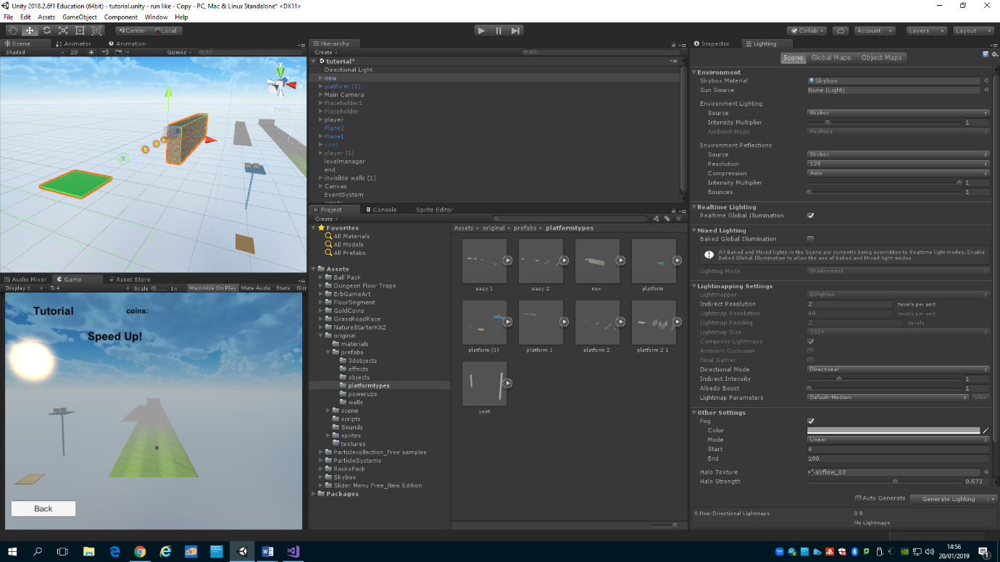 Unity 2018.2.6f1 Education (64bit) - tutorial.unity - run like - Copy - PC, Mac & Linux Standalone* <DX11>
File Edit Assets GameObject Component Window Help
Center Local
Collab Account Layers Layout
Scene Animator Animation
Shaded 2D Gizmos All
y
x
Persp
Hierarchy
Create All
tutorial*
Directional Light
new
platform (1)
Main Camera
Placeholder1
Placeholder
player
Plane2
Plane1
yeet
player (1)
levelmanager
end
invisible walls (1)
Canvas
EventSystem
Project Console Sprite Editor
Create
Favorites
All Materials
All Models
All Prefabs
Assets
Ball Pack
Dungeon Floor Traps
ErbGameArt
FloorSegment
GoldCoins
GrassRoadRace
NatureStarterKit2
original
materials
prefabs
3dobjects
effects
objects
platformtypes
powerups
walls
scene
scripts
Sounds
sprites
textures
Particlecollection_Free samples
ParticleSystems
RocksPack
Skybox
Slider Menu Free_New Edition
Packages
Assets original prefabs platformtypes
easy 1 easy 2 new platform
platform (1) platform 1 platform 2 platform 2 1
yeet
Audio Mixer Game Asset Store
Display 1 5:4 Scale 1x Maximize On Play Mute Audio Stats Giz
Tutorial coins:
Speed Up!
Back
Inspector Lighting
Scene Global Maps Object Maps
Environment
Skybox Material Skybox
Sun Source None (Light)
Environment Lighting
Source Skybox
Intensity Multiplier 1
Ambient Mode Realtime
Environment Reflections
Source Skybox
Resolution 128
Compression Auto
Intensity Multiplier 1
Bounces 1
Realtime Lighting
Realtime Global Illumination
Mixed Lighting
Baked Global Illumination
All Baked and Mixed lights in the Scene are currently being overridden to Realtime light modes. Enable
Baked Global Illumination to allow the use of Baked and Mixed light modes.
Lighting Mode Shadowmask
Lightmapping Settings
Lightmapper Enlighten
Indirect Resolution 2 texels per unit
Lightmap Resolution 40 texels per unit
Lightmap Padding 2 texels
Lightmap Size 1024
Compress Lightmaps
Ambient Occlusion
Final Gather
Directional Mode Directional
Indirect Intensity 1
Albedo Boost 1
Lightmap Parameters Default-Medium View
Other Settings
Fog
Color
Mode Linear
Start 4
End 100
Halo Texture airflow_03
Halo Strength 0.573
Auto Generate Generate Lighting
0 Non-Directional Lightmaps 0 B
No Lightmaps
14:56
20/01/2019